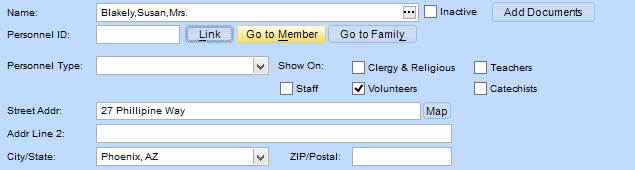 Name: Blakely,Susan,Mrs. ... Inactive Add Documents
Personnel ID: Link Go to Member Go to Family
Personnel Type: Show On: Clergy & Religious Teachers
Staff Volunteers Catechists
Street Addr: 27 Phillipine Way Map
Addr Line 2:
City/State: Phoenix, AZ ZIP/Postal: